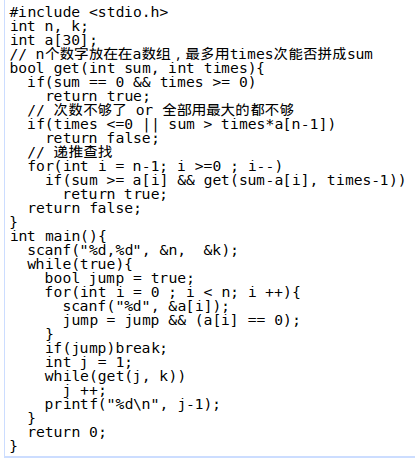 #include <stdio.h>
int n, k;
int a[30];
// n个数字放在在a数组，最多用times次能否拼成sum
bool get(int sum, int times){
  if(sum == 0 && times >= 0)
    return true;
  // 次数不够了 or 全部用最大的都不够
  if(times <=0 || sum > times*a[n-1])
    return false;
  // 递推查找
  for(int i = n-1; i >=0 ; i--)
    if(sum >= a[i] && get(sum-a[i], times-1))
      return true;
  return false;
}
int main(){
  scanf("%d,%d", &n,  &k);
  while(true){
    bool jump = true;
    for(int i = 0 ; i < n; i ++){
      scanf("%d", &a[i]);
      jump = jump && (a[i] == 0);
    }
    if(jump)break;
    int j = 1;
    while(get(j, k))
      j ++;
    printf("%d\n", j-1);
  }
  return 0;
}